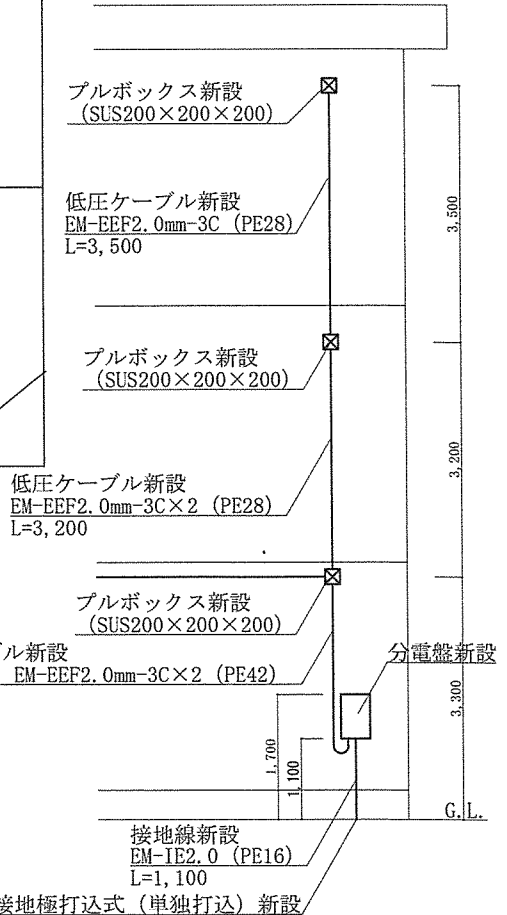 プルボックス新設
(SUS200×200×200)
3,500
低圧ケーブル新設
EM-EEF2.0mm-3C (PE28)
L=3,500
プルボックス新設
(SUS200×200×200)
3,200
低圧ケーブル新設
EM-EEF2.0mm-3C×2 (PE28)
L=3,200
プルボックス新設
(SUS200×200×200)
ル新設
EM-EEF2.0mm-3C×2 (PE42)
分電盤新設
3,300
1,700
1,100
G.L.
接地線新設
EM-IE2.0 (PE16)
L=1,100
接地極打込式 (単独打込) 新設